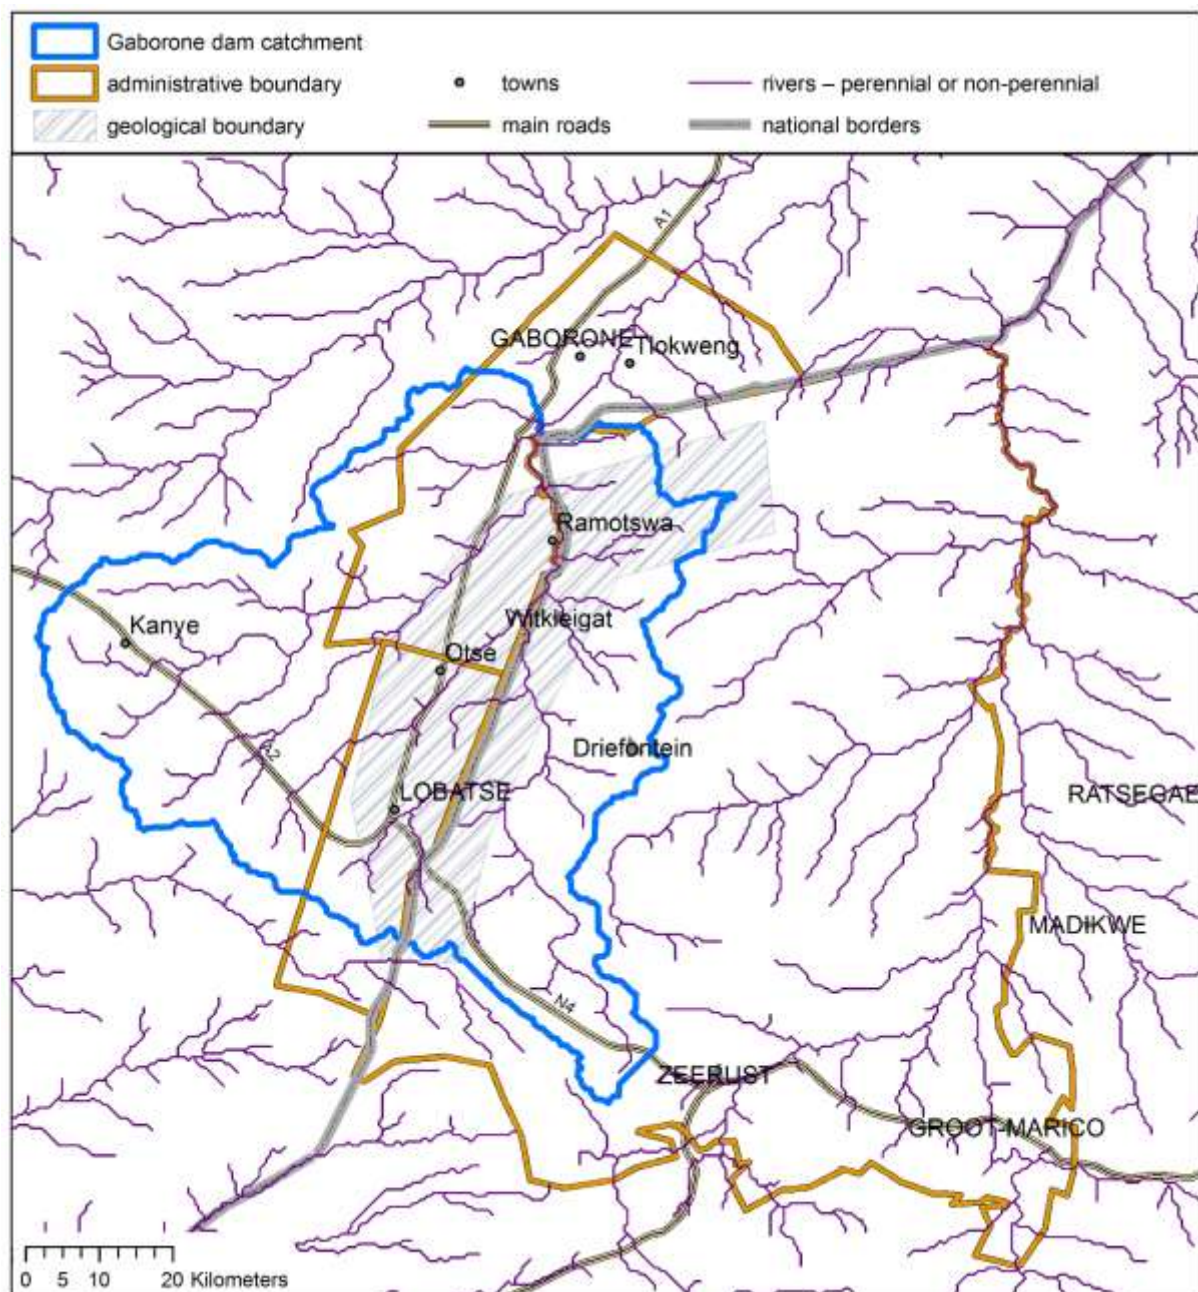 Gaborone dam catchment
administrative boundary
towns
rivers – perennial or non-perennial
geological boundary
main roads
national borders
A1
GABORONE
Tlokweng
Ramotswa
Witkleigat
Kanye
Otse
Driefontein
A2
LOBATSE
RATSEGAE
MADIKWE
N4
ZEERUST
GROOT-MARICO
0 5 10 20 Kilometers